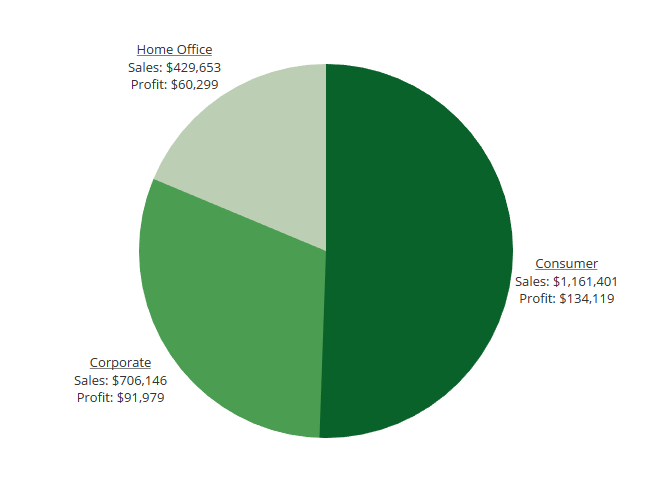 Home Office
Sales: $429,653
Profit: $60,299
Consumer
Sales: $1,161,401
Profit: $134,119
Corporate
Sales: $706,146
Profit: $91,979